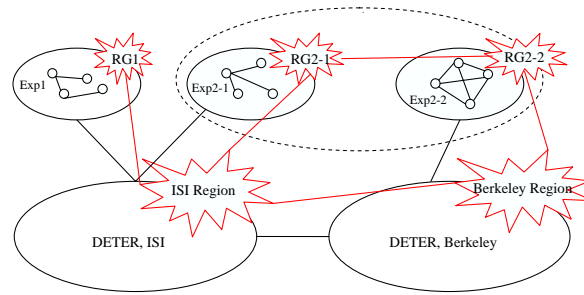 RG1
RG2-1
RG2-2
Exp1
Exp2-1
Exp2-2
ISI Region
Berkeley Region
DETER, ISI
DETER, Berkeley